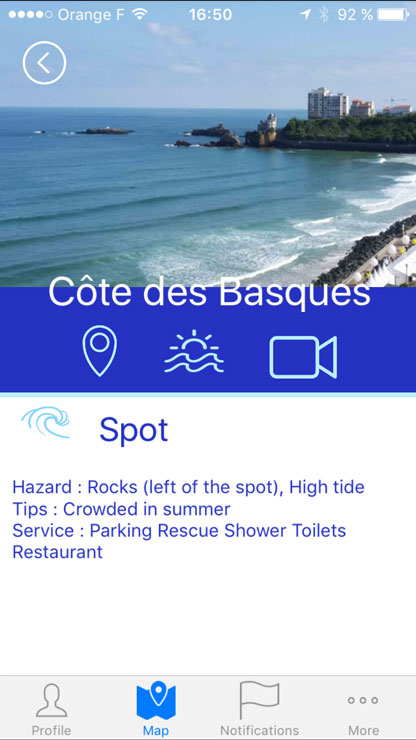 Orange F 16:50 92 %
Côte des Basques
Spot
Hazard : Rocks (left of the spot), High tide
Tips : Crowded in summer
Service : Parking Rescue Shower Toilets
Restaurant
Profile Map Notifications More